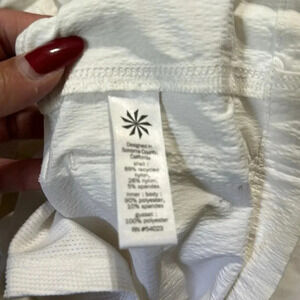 Designed in
Sonoma County,
California
shell :
69% recycled
nylon,
26% nylon,
5% spandex
inner : body :
90% polyester,
10% spandex
gusset :
100% polyester
RN #54023